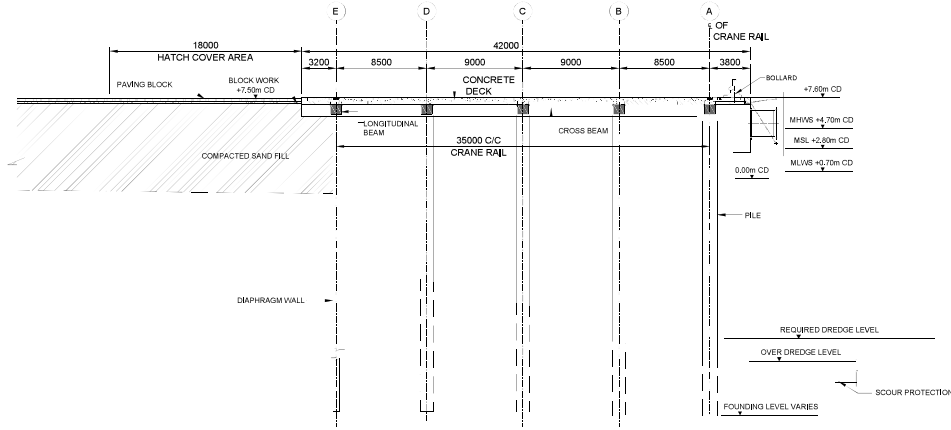 E
D
C
B
A
℄ OF
CRANE RAIL
18000
HATCH COVER AREA
42000
3200
8500
9000
9000
8500
3800
PAVING BLOCK
BLOCK WORK
+7.50m CD
CONCRETE
DECK
BOLLARD
+7.60m CD
LONGITUDINAL
BEAM
CROSS BEAM
MHWS +4.70m CD
MSL +2.80m CD
MLWS +0.70m CD
0.00m CD
35000 C/C
CRANE RAIL
COMPACTED SAND FILL
PILE
DIAPHRAGM WALL
REQUIRED DREDGE LEVEL
OVER DREDGE LEVEL
SCOUR PROTECTION
FOUNDING LEVEL VARIES